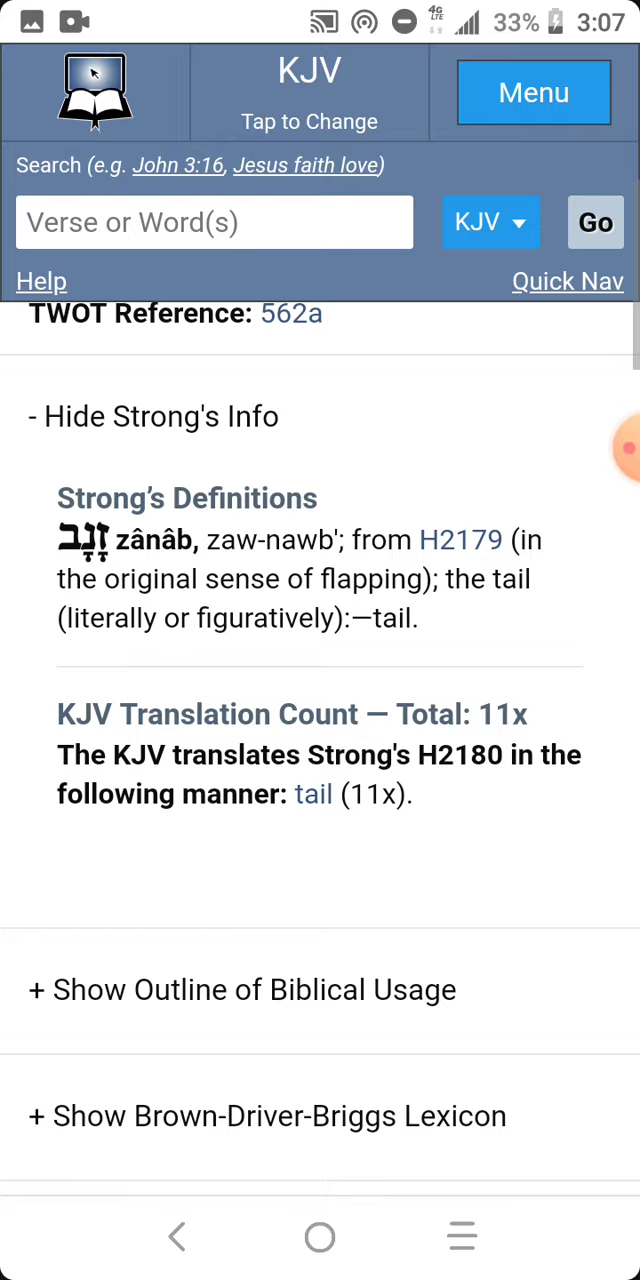 4G
LTE
33%
3:07
KJV
Tap to Change
Menu
Search (e.g. John 3:16, Jesus faith love)
Verse or Word(s)
KJV
Go
Help
Quick Nav
TWOT Reference: 562a
- Hide Strong's Info
Strong’s Definitions
זָנָב zânâb, zaw-nawb'; from H2179 (in
the original sense of flapping); the tail
(literally or figuratively):—tail.
KJV Translation Count — Total: 11x
The KJV translates Strong's H2180 in the
following manner: tail (11x).
+ Show Outline of Biblical Usage
+ Show Brown-Driver-Briggs Lexicon